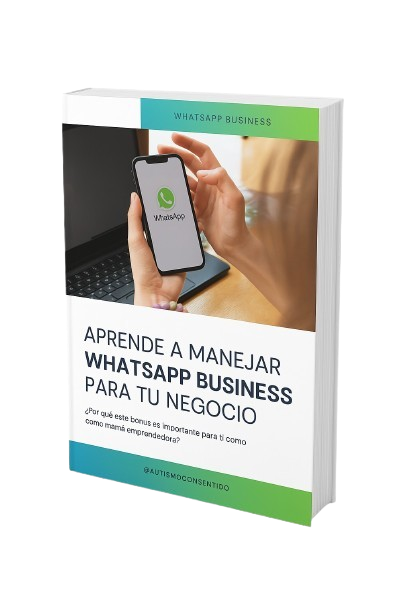 WHATSAPP BUSINESS
WhatsApp
APRENDE A MANEJAR
WHATSAPP BUSINESS
PARA TU NEGOCIO
¿Por qué este bonus es importante para ti como
como mamá emprendedora?
@AUTISMOCONSENTIDO